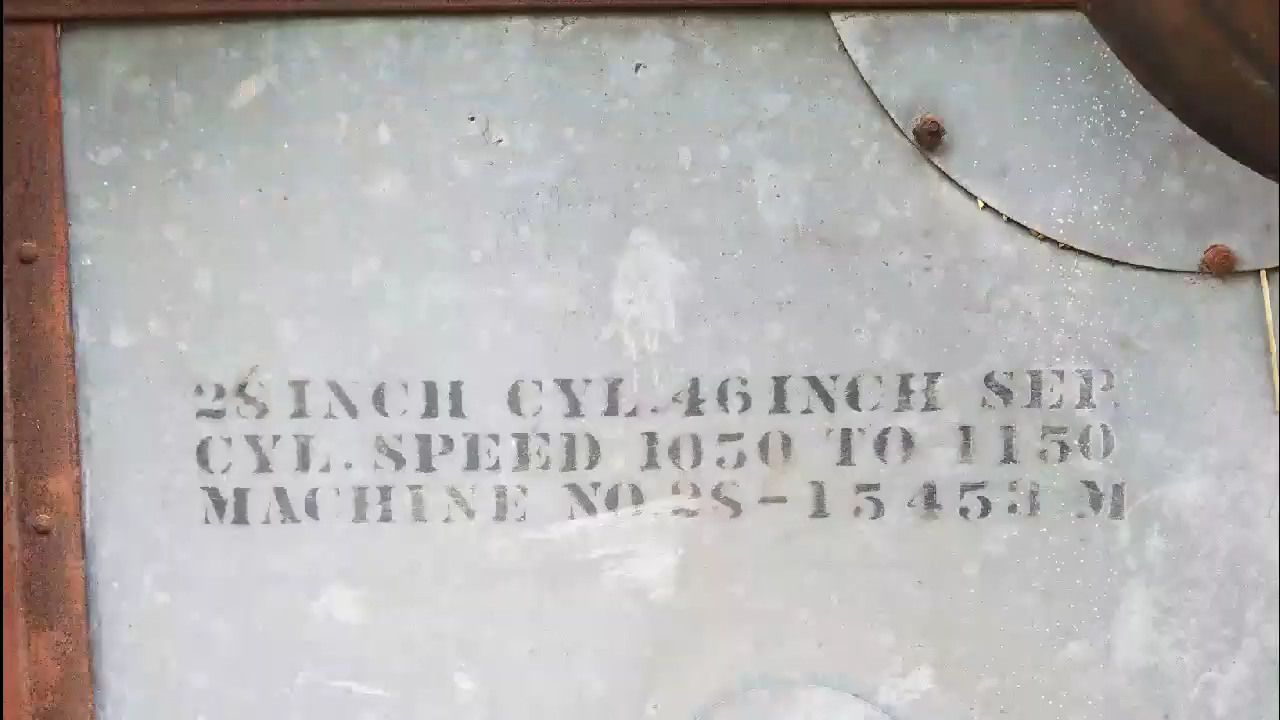 28 INCH CYL. 46 INCH SEP.
CYL. SPEED 1050 TO 1150
MACHINE NO. 28-15453 M